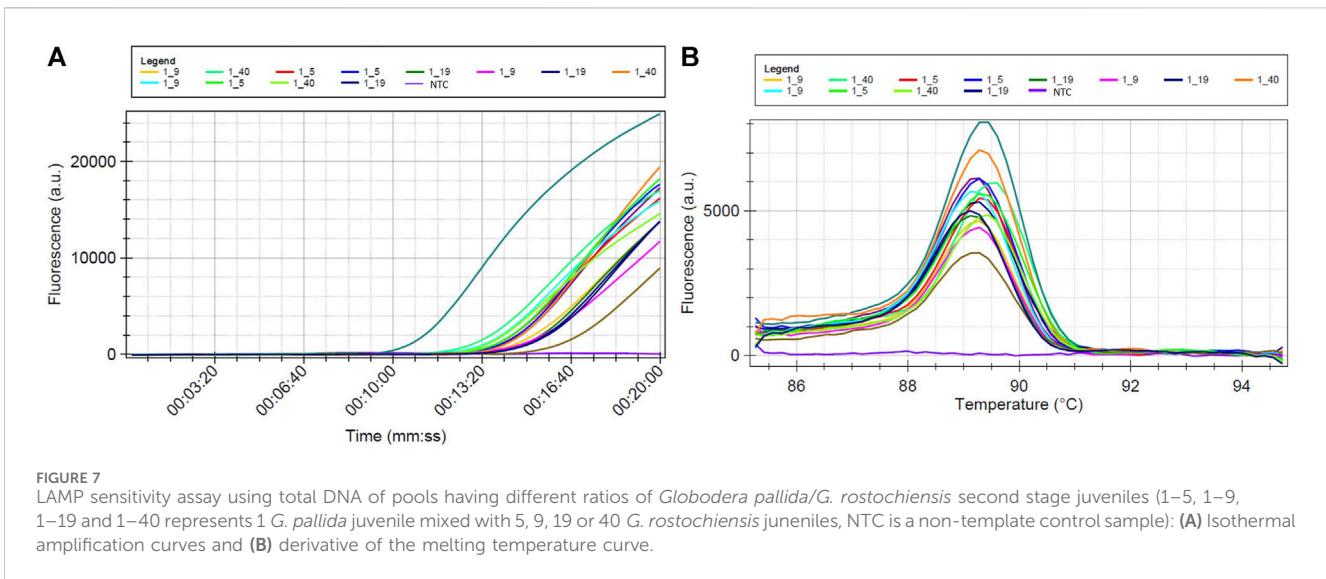 A
Legend
1_9 1_40 1_5 1_5 1_19 1_9 1_19 1_40
1_9 1_5 1_40 1_19 NTC
Fluorescence (a.u.)
20000
10000
0
00:03:20 00:06:40 00:10:00 00:13:20 00:16:40 00:20:00
Time (mm:ss)
B
Legend
1_9 1_40 1_5 1_5 1_19 1_9 1_19 1_40
1_9 1_5 1_40 1_19 NTC
Fluorescence (a.u.)
5000
0
86 88 90 92 94
Temperature (°C)
FIGURE 7
LAMP sensitivity assay using total DNA of pools having different ratios of Globodera pallida/G. rostochiensis second stage juveniles (1–5, 1–9,
1–19 and 1–40 represents 1 G. pallida juvenile mixed with 5, 9, 19 or 40 G. rostochiensis juneniles, NTC is a non-template control sample): (A) Isothermal
amplification curves and (B) derivative of the melting temperature curve.